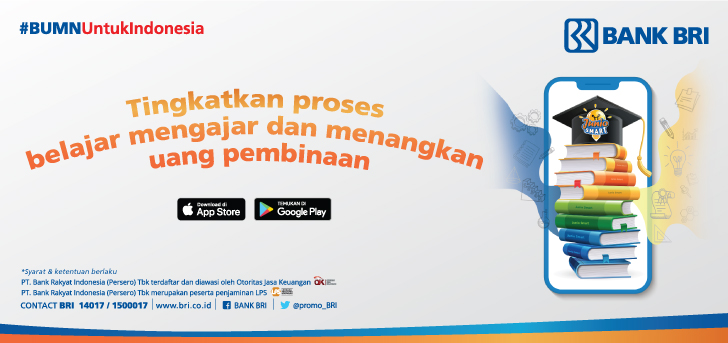 #BUMNUntukIndonesia
BANK BRI
Tingkatkan proses
belajar mengajar dan menangkan
uang pembinaan
SMART
Download di
App Store
TEMUKAN DI
Google Play
*Syarat & ketentuan berlaku
PT. Bank Rakyat Indonesia (Persero) Tbk terdaftar dan diawasi oleh Otoritas Jasa Keuangan
PT. Bank Rakyat Indonesia (Persero) Tbk merupakan peserta penjaminan LPS
CONTACT BRI 14017 / 1500017 | www.bri.co.id | BANK BRI | @promo_BRI